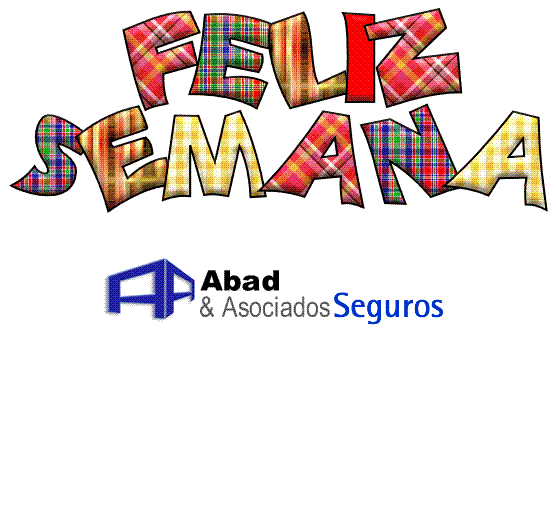 FELIZ
SEMANA
Abad
& Asociados Seguros